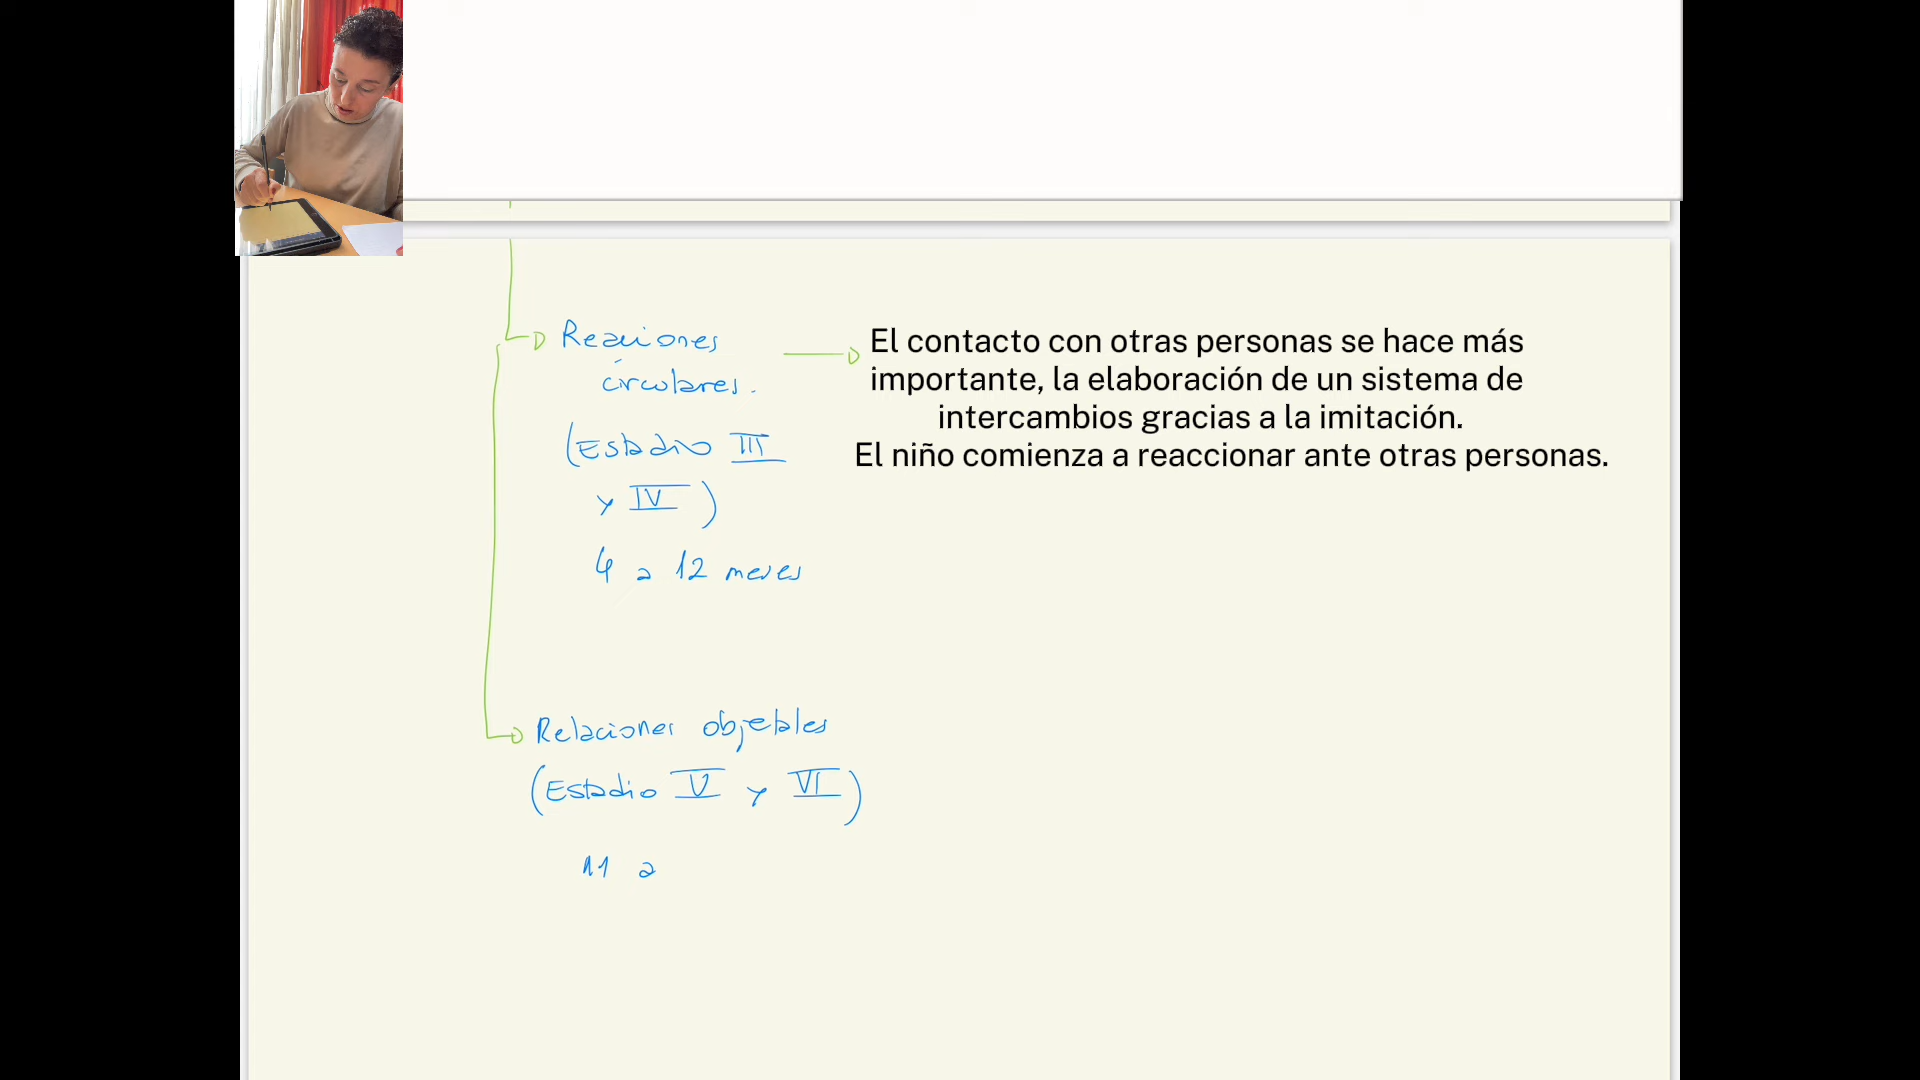 Reacciones
circulares.
(Estadio III
y IV)
4 a 12 meses
El contacto con otras personas se hace más
importante, la elaboración de un sistema de
intercambios gracias a la imitación.
El niño comienza a reaccionar ante otras personas.
Relaciones objetales
(Estadio V y VI)
11 a